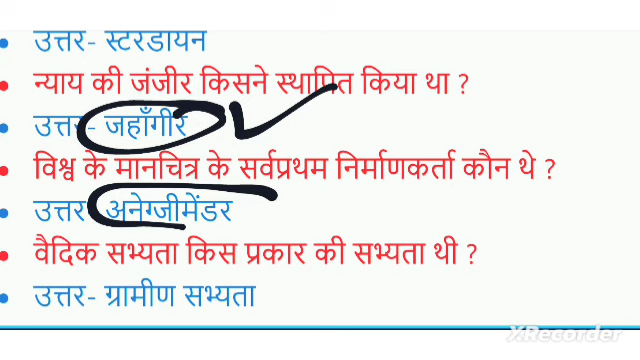 उत्तर- स्टरडायन
न्याय की जंजीर किसने स्थापित किया था ?
उत्तर- जहाँगीर
विश्व के मानचित्र के सर्वप्रथम निर्माणकर्ता कौन थे ?
उत्तर- अनेग्जीमेंडर
वैदिक सभ्यता किस प्रकार की सभ्यता थी ?
उत्तर- ग्रामीण सभ्यता
XRecorder